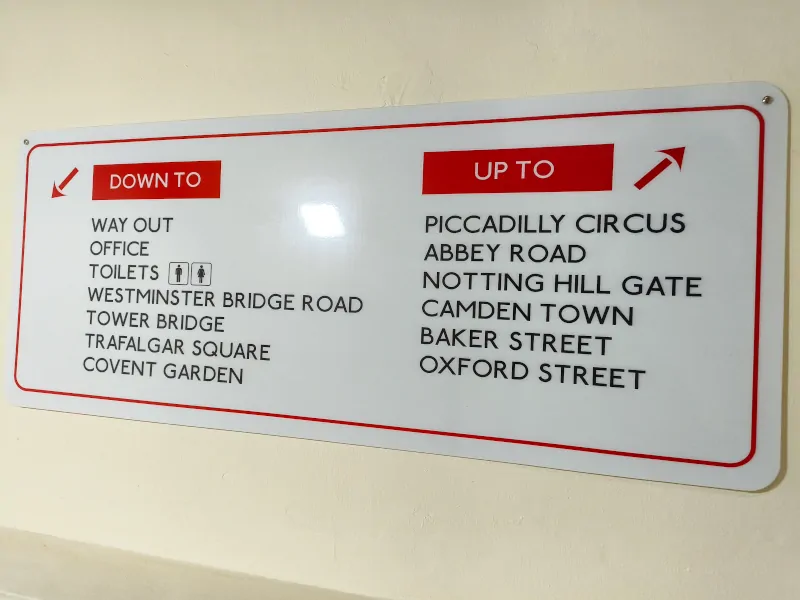 DOWN TO
WAY OUT
OFFICE
TOILETS
WESTMINSTER BRIDGE ROAD
TOWER BRIDGE
TRAFALGAR SQUARE
COVENT GARDEN
UP TO
PICCADILLY CIRCUS
ABBEY ROAD
NOTTING HILL GATE
CAMDEN TOWN
BAKER STREET
OXFORD STREET